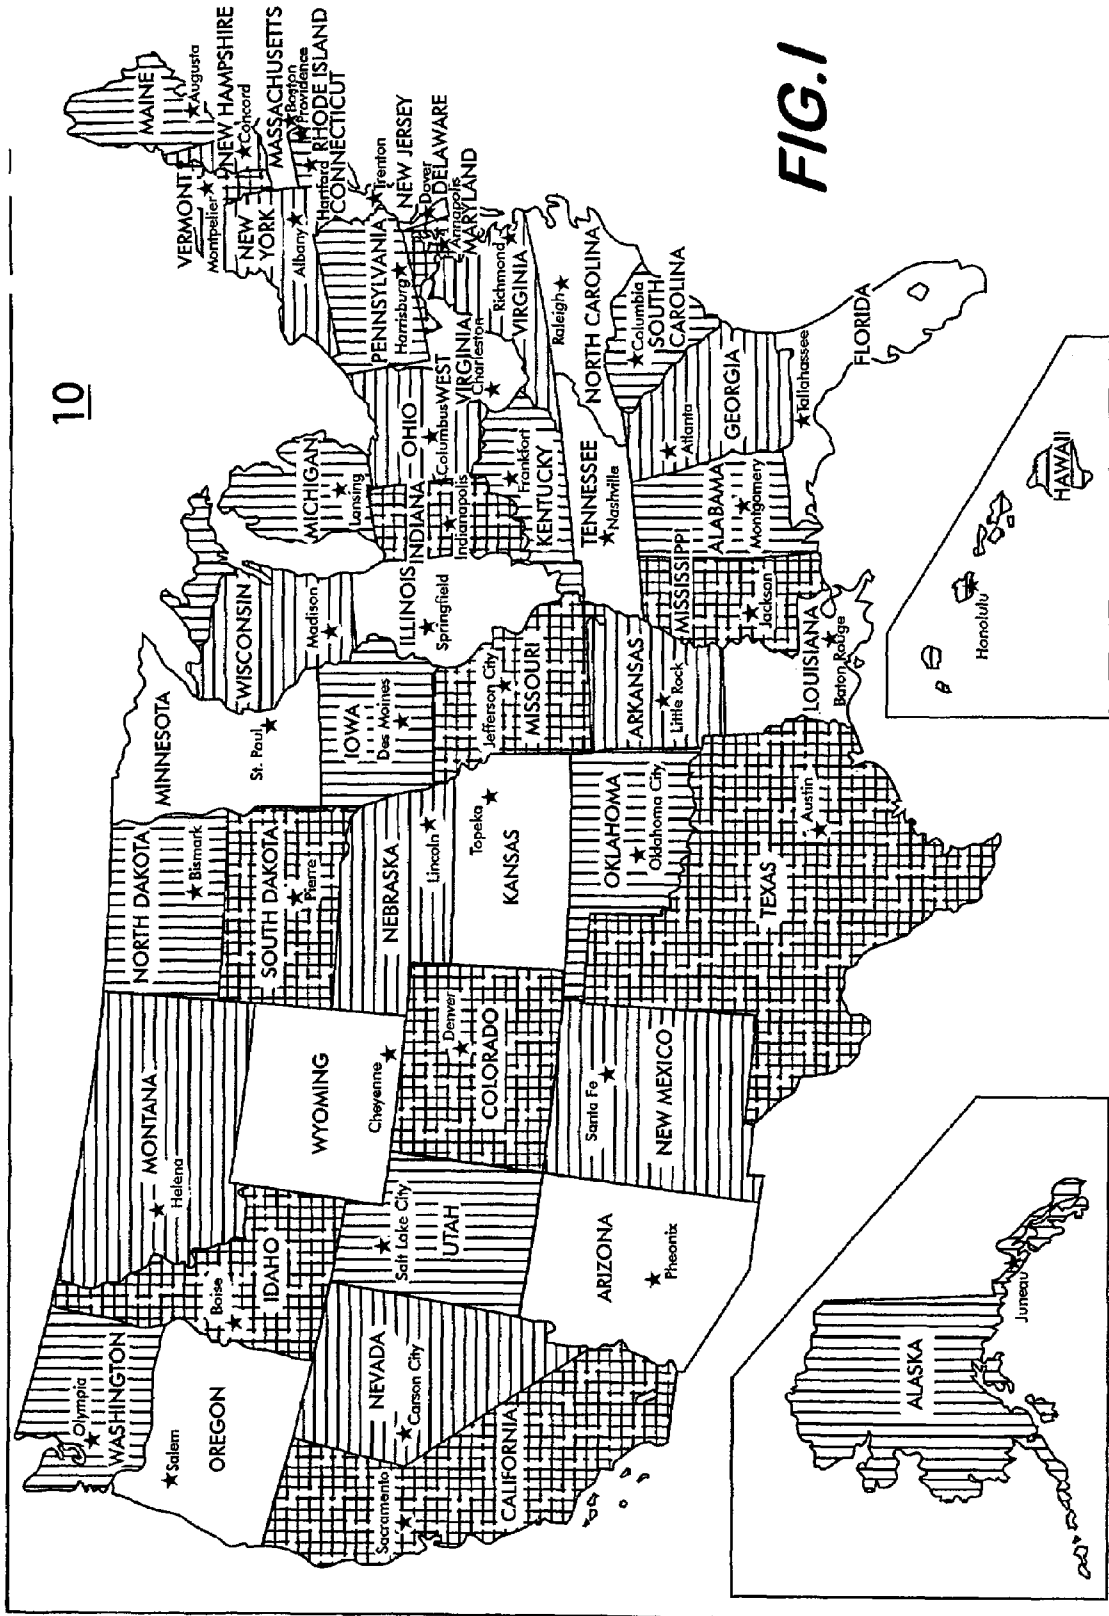 10
WASHINGTON
Olympia
OREGON
Salem
CALIFORNIA
Sacramento
NEVADA
Carson City
IDAHO
Boise
MONTANA
Helena
WYOMING
Cheyenne
UTAH
Salt Lake City
COLORADO
Denver
ARIZONA
Pheonix
NEW MEXICO
Santa Fe
NORTH DAKOTA
Bismark
SOUTH DAKOTA
Pierre
NEBRASKA
Lincoln
KANSAS
Topeka
OKLAHOMA
Oklahoma City
TEXAS
Austin
MINNESOTA
St. Paul
IOWA
Des Moines
MISSOURI
Jefferson City
ARKANSAS
Little Rock
LOUISIANA
Baton Rouge
WISCONSIN
Madison
ILLINOIS
Springfield
MICHIGAN
Lansing
INDIANA
Indianapolis
OHIO
Columbus
KENTUCKY
Frankfort
TENNESSEE
Nashville
MISSISSIPPI
Jackson
ALABAMA
Montgomery
GEORGIA
Atlanta
FLORIDA
Tallahassee
SOUTH
CAROLINA
Columbia
NORTH CAROLINA
Raleigh
VIRGINIA
Richmond
WEST
VIRGINIA
Charleston
PENNSYLVANIA
Harrisburg
NEW
YORK
Albany
VERMONT
Montpelier
MAINE
Augusta
NEW HAMPSHIRE
Concord
MASSACHUSETTS
Boston
Providence
RHODE ISLAND
Hartford
CONNECTICUT
Trenton
NEW JERSEY
Dover
DELAWARE
Annapolis
MARYLAND
ALASKA
Juneau
HAWAII
Honolulu
FIG.1